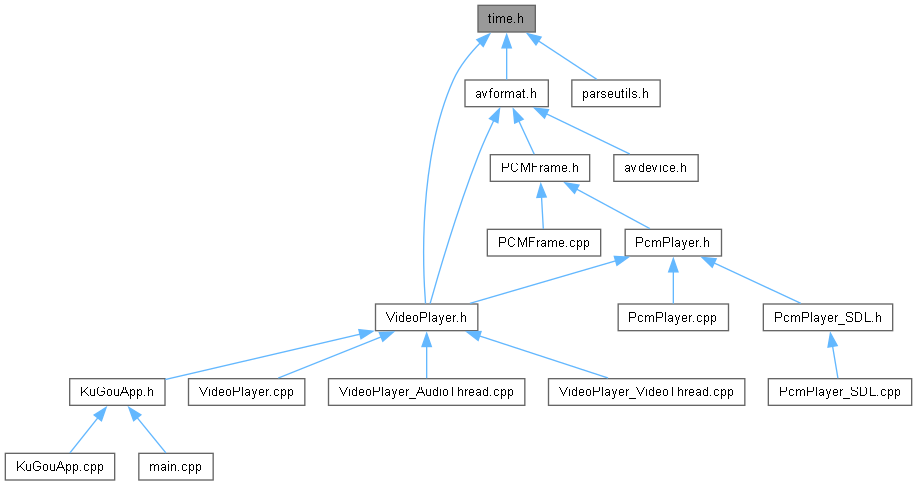 time.h
avformat.h
parseutils.h
PCMFrame.h
avdevice.h
PCMFrame.cpp
PcmPlayer.h
VideoPlayer.h
PcmPlayer.cpp
PcmPlayer_SDL.h
KuGouApp.h
VideoPlayer.cpp
VideoPlayer_AudioThread.cpp
VideoPlayer_VideoThread.cpp
PcmPlayer_SDL.cpp
KuGouApp.cpp
main.cpp